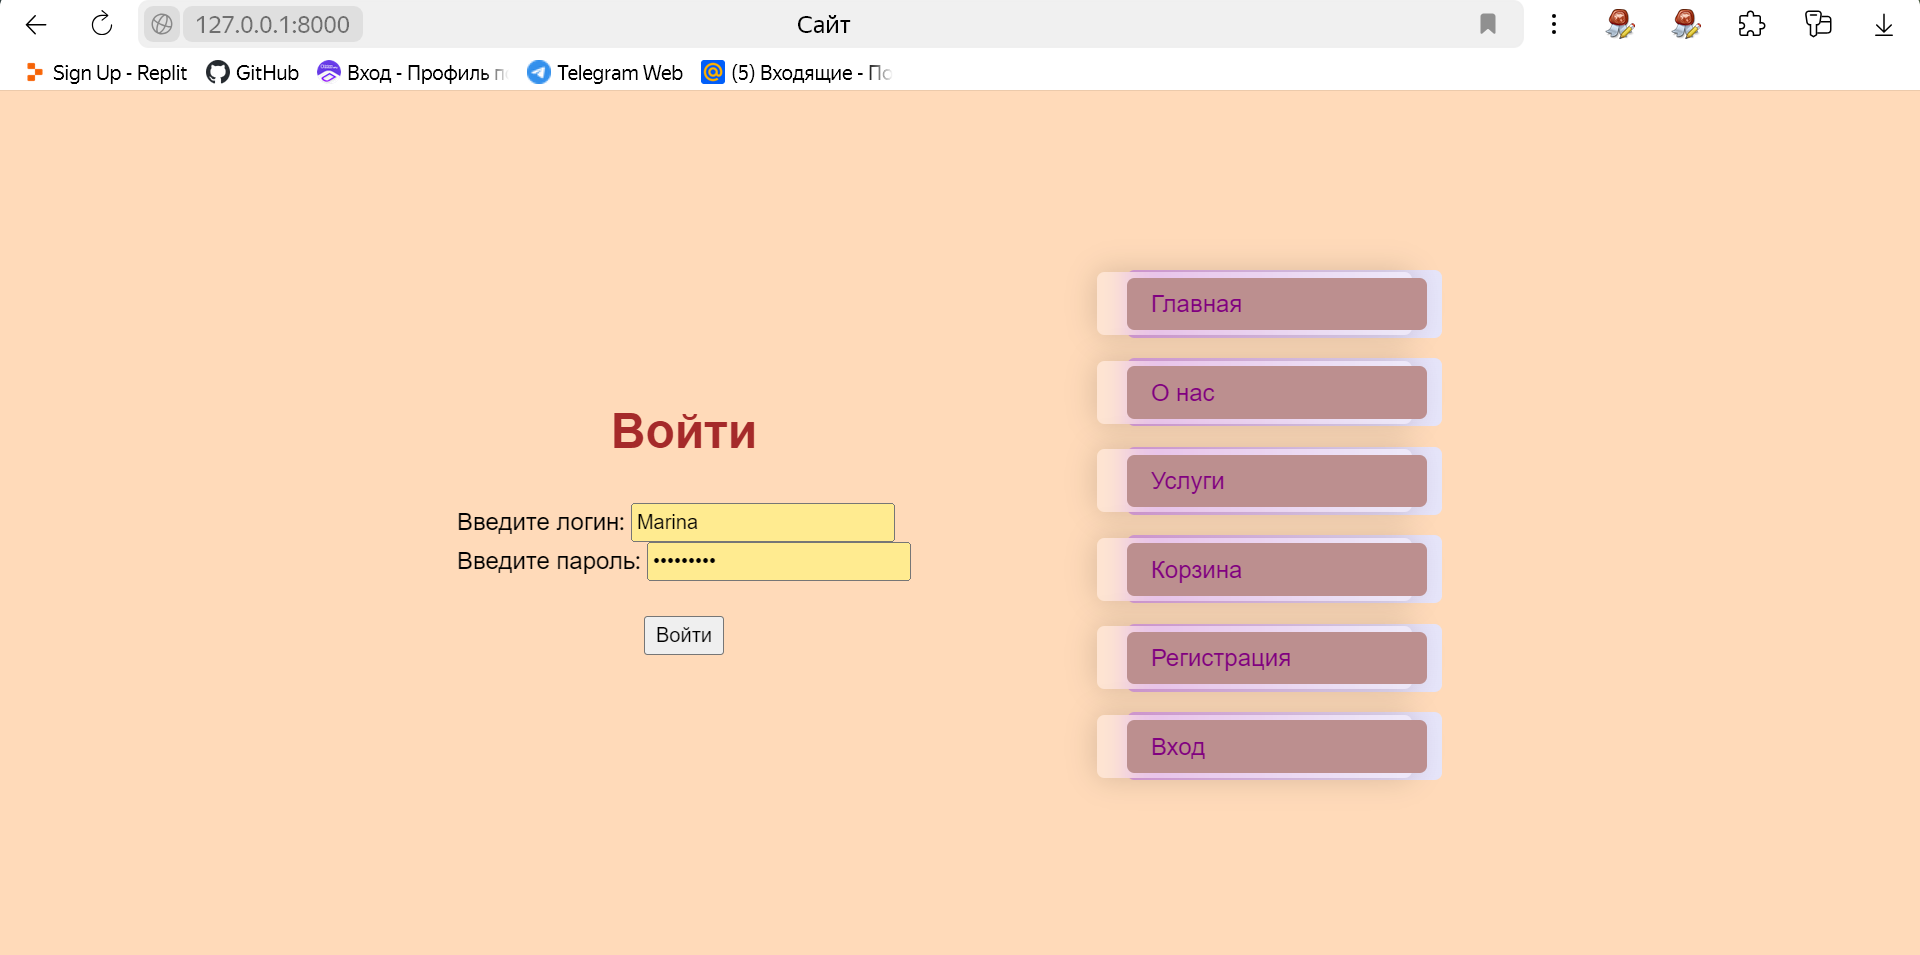 127.0.0.1:8000
Сайт
Sign Up - Replit
GitHub
Вход - Профиль
Telegram Web
(5) Входящие -
Войти
Введите логин: Marina
Введите пароль: •••••••••
Войти
Главная
О нас
Услуги
Корзина
Регистрация
Вход